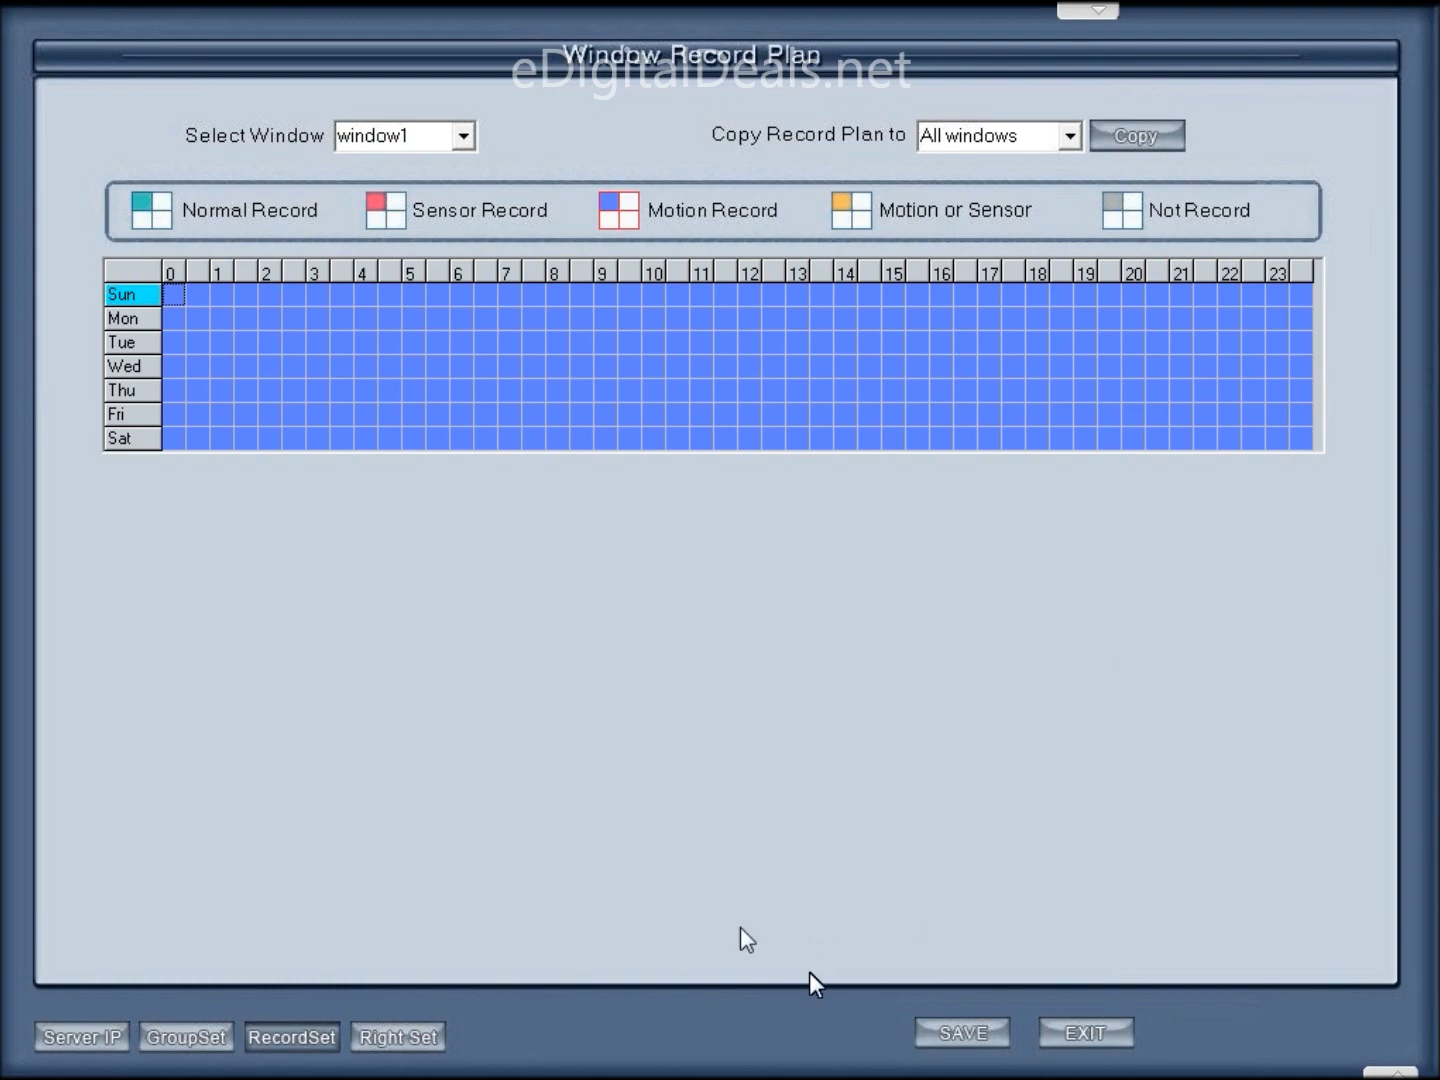 Window Record Plan
eDigitalDeals.net
Select Window window1 Copy Record Plan to All windows Copy
Normal Record Sensor Record Motion Record Motion or Sensor Not Record
0 1 2 3 4 5 6 7 8 9 10 11 12 13 14 15 16 17 18 19 20 21 22 23
Sun
Mon
Tue
Wed
Thu
Fri
Sat
Server IP GroupSet RecordSet Right Set SAVE EXIT